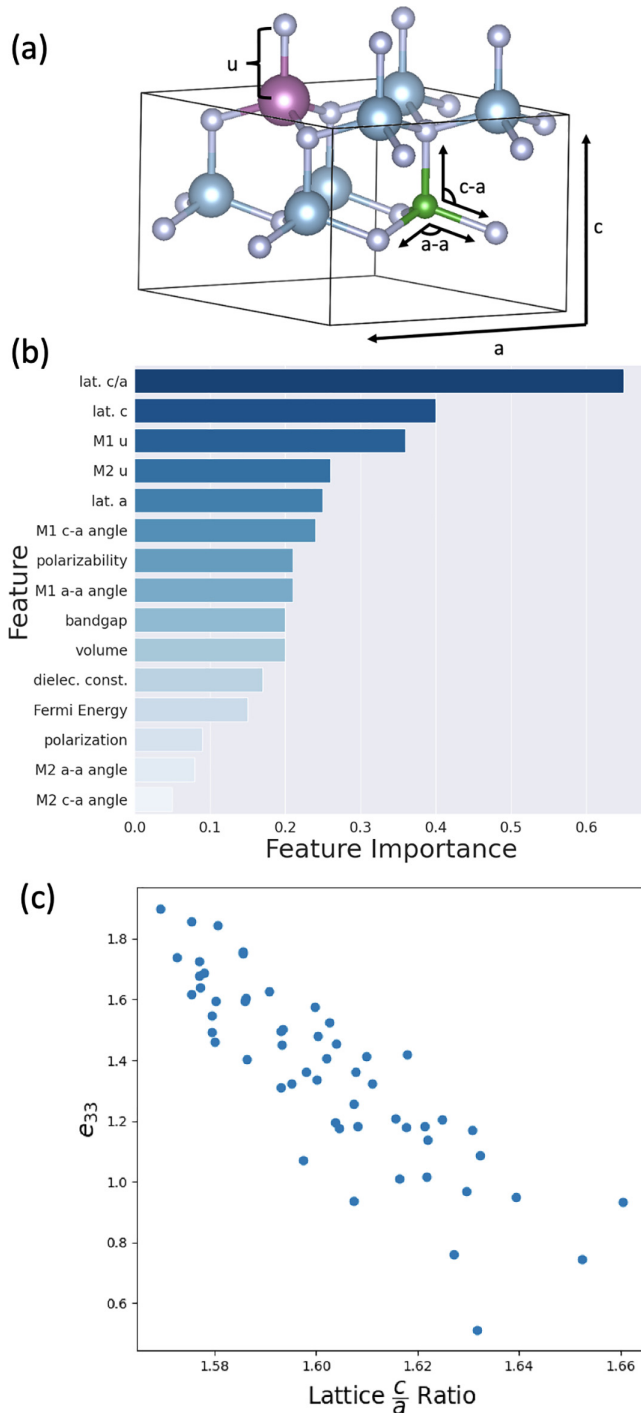 (a)
u
c-a
a-a
c
a
(b)
Feature
lat. c/a
lat. c
M1 u
M2 u
lat. a
M1 c-a angle
polarizability
M1 a-a angle
bandgap
volume
dielec. const.
Fermi Energy
polarization
M2 a-a angle
M2 c-a angle
0.0 0.1 0.2 0.3 0.4 0.5 0.6
Feature Importance
(c)
e33
1.8
1.6
1.4
1.2
1.0
0.8
0.6
1.58 1.60 1.62 1.64 1.66
Lattice c/a Ratio